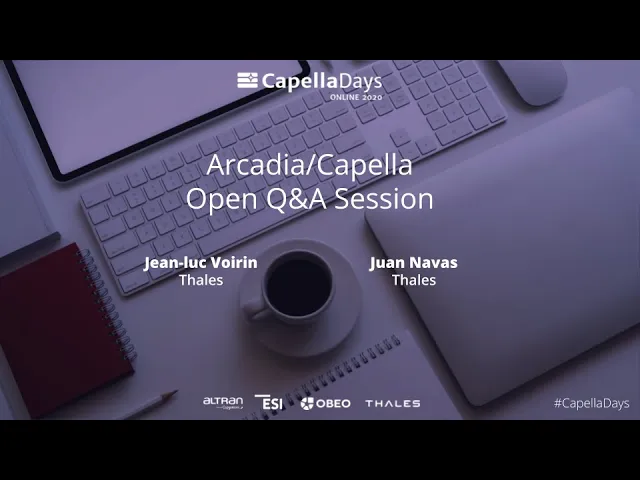 CapellaDays
ONLINE 2020
Arcadia/Capella
Open Q&A Session
Jean-luc Voirin
Thales
Juan Navas
Thales
ALTRAN
ESI
OBEO
THALES
#CapellaDays